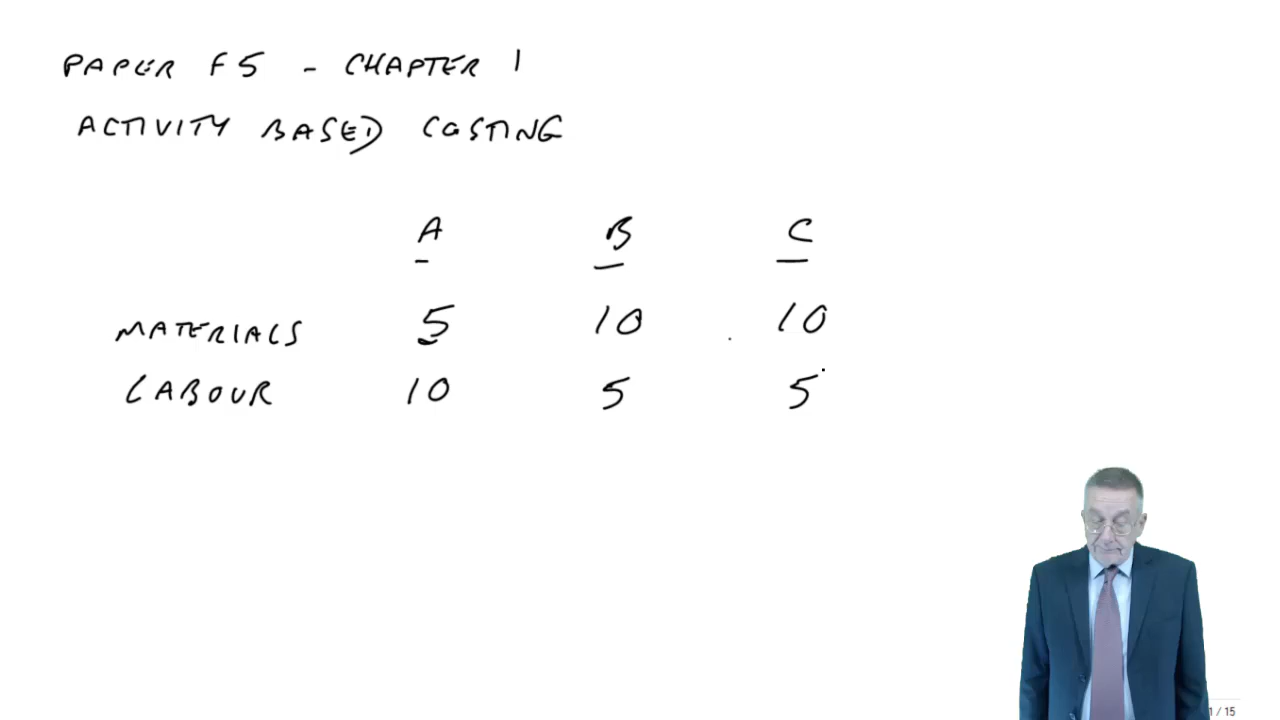 PAPER F5 - CHAPTER 1
ACTIVITY BASED COSTING
A B C
MATERIALS 5 10 10
LABOUR 10 5 5
1 / 15